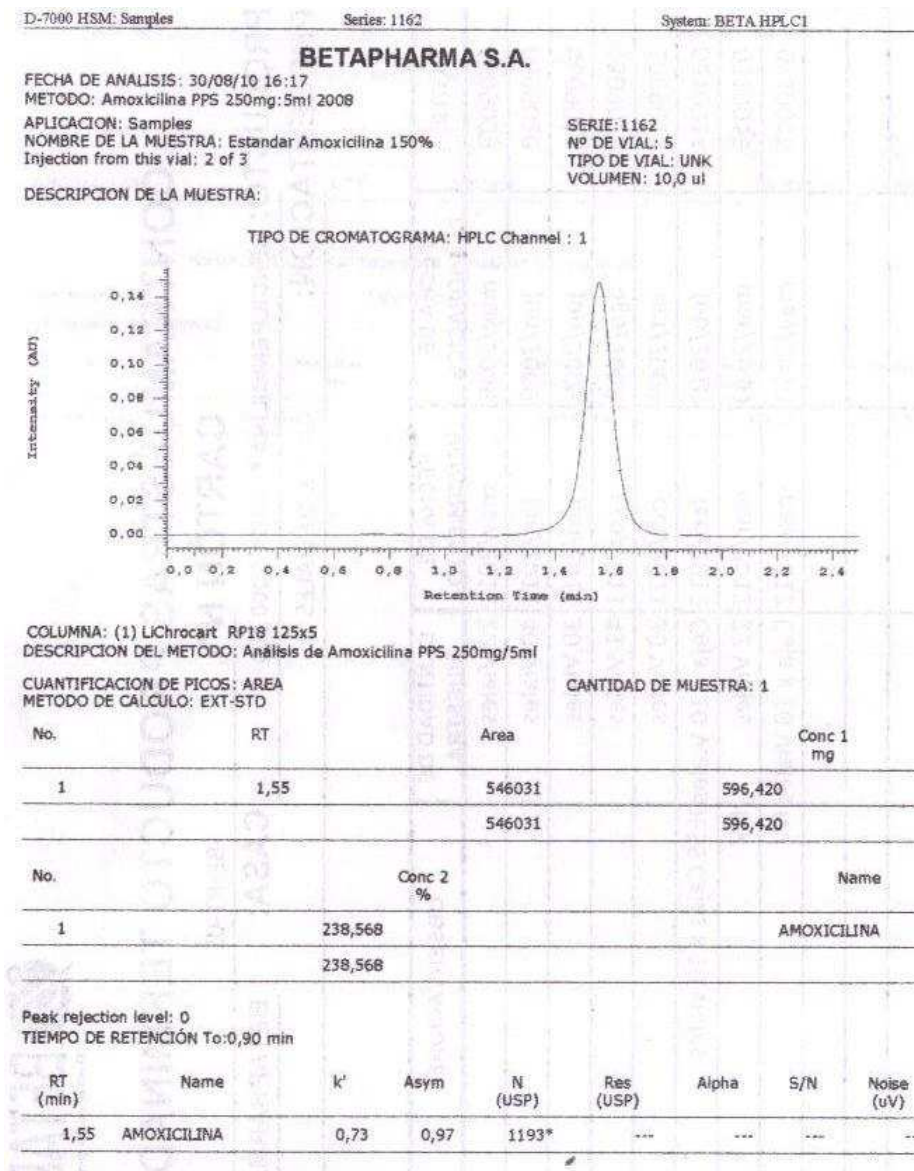 D-7000 HSM: Samples Series: 1162 System: BETA HPLC1
BETAPHARMA S.A.
FECHA DE ANALISIS: 30/08/10 16:17
METODO: Amoxicilina PPS 250mg:5ml 2008
APLICACION: Samples SERIE:1162
NOMBRE DE LA MUESTRA: Estandar Amoxicilina 150% Nº DE VIAL: 5
Injection from this vial: 2 of 3 TIPO DE VIAL: UNK
VOLUMEN: 10,0 ul
DESCRIPCION DE LA MUESTRA:
TIPO DE CROMATOGRAMA: HPLC Channel : 1
Intensity (AU)
0,14
0,12
0,10
0,08
0,06
0,04
0,02
0,00
0,0 0,2 0,4 0,6 0,8 1,0 1,2 1,4 1,6 1,8 2,0 2,2 2,4
Retention Time (min)
COLUMNA: (1) LiChrocart RP18 125x5
DESCRIPCION DEL METODO: Análisis de Amoxicilina PPS 250mg/5ml
CUANTIFICACION DE PICOS: AREA CANTIDAD DE MUESTRA: 1
METODO DE CÁLCULO: EXT-STD
No. RT Area Conc 1
mg
1 1,55 546031 596,420
546031 596,420
No. Conc 2 Name
%
1 238,568 AMOXICILINA
238,568
Peak rejection level: 0
TIEMPO DE RETENCIÓN To:0,90 min
RT Name k' Asym N Res Alpha S/N Noise
(min) (USP) (USP) (uV)
1,55 AMOXICILINA 0,73 0,97 1193* --- --- --- --